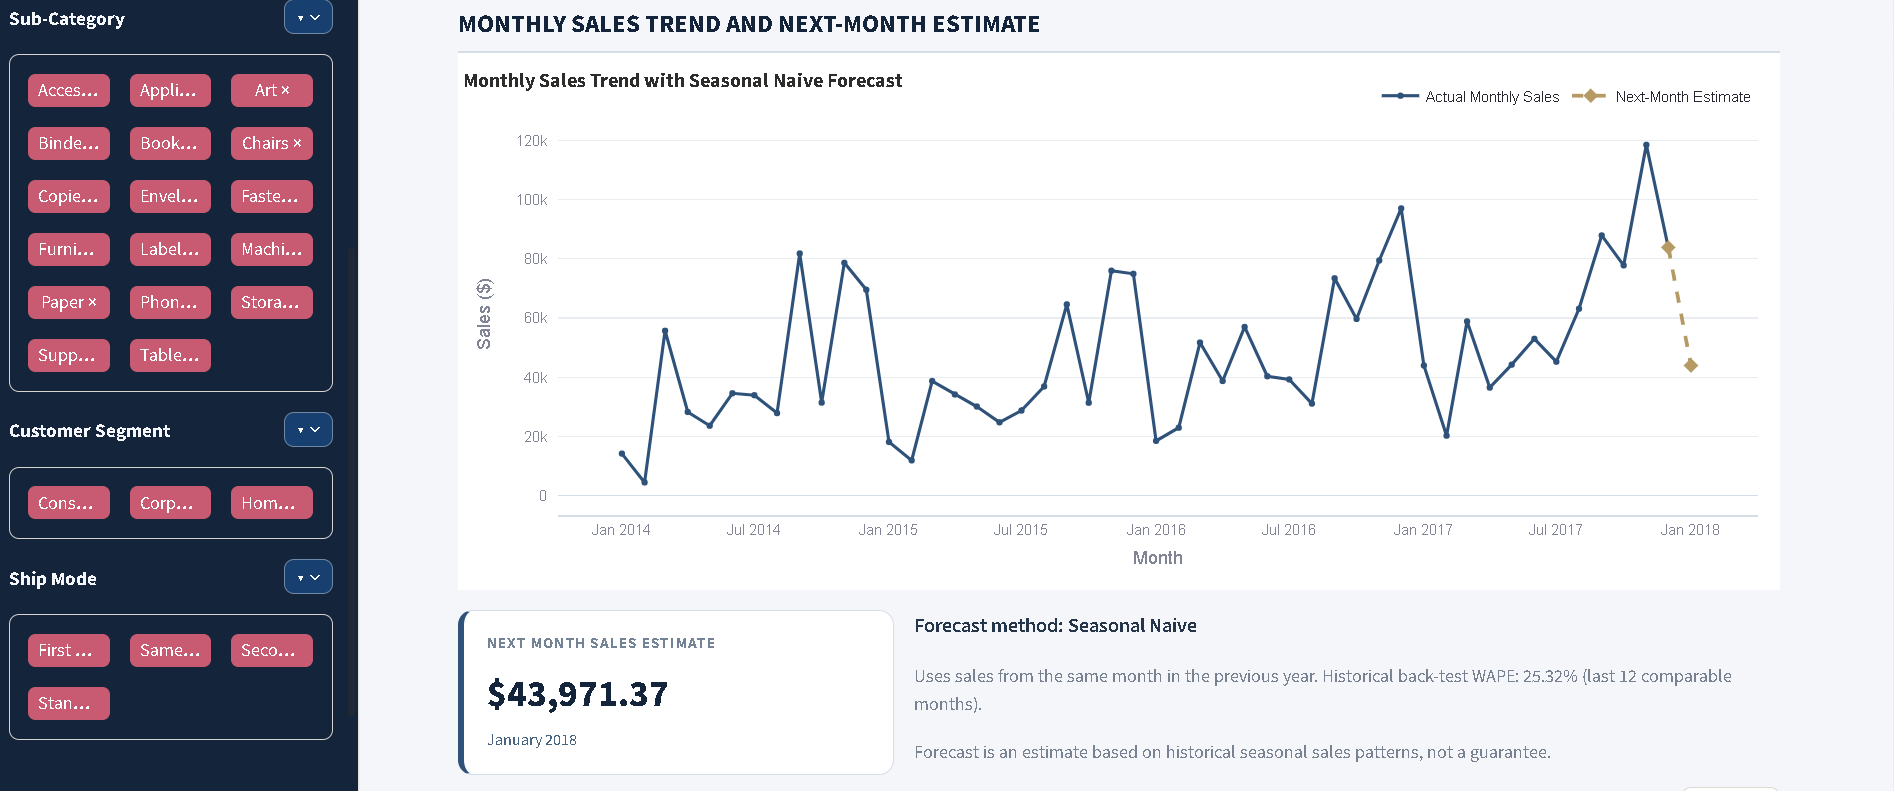 Sub-Category
Acces...
Appli...
Art ×
Binde...
Book...
Chairs ×
Copie...
Envel...
Faste...
Furni...
Label...
Machi...
Paper ×
Phon...
Stora...
Supp...
Table...
Customer Segment
Cons...
Corp...
Hom...
Ship Mode
First ...
Same...
Seco...
Stan...
MONTHLY SALES TREND AND NEXT-MONTH ESTIMATE
Monthly Sales Trend with Seasonal Naive Forecast
Actual Monthly Sales
Next-Month Estimate
Sales ($)
120k
100k
80k
60k
40k
20k
0
Jan 2014
Jul 2014
Jan 2015
Jul 2015
Jan 2016
Jul 2016
Jan 2017
Jul 2017
Jan 2018
Month
NEXT MONTH SALES ESTIMATE
$43,971.37
January 2018
Forecast method: Seasonal Naive
Uses sales from the same month in the previous year. Historical back-test WAPE: 25.32% (last 12 comparable
months).
Forecast is an estimate based on historical seasonal sales patterns, not a guarantee.